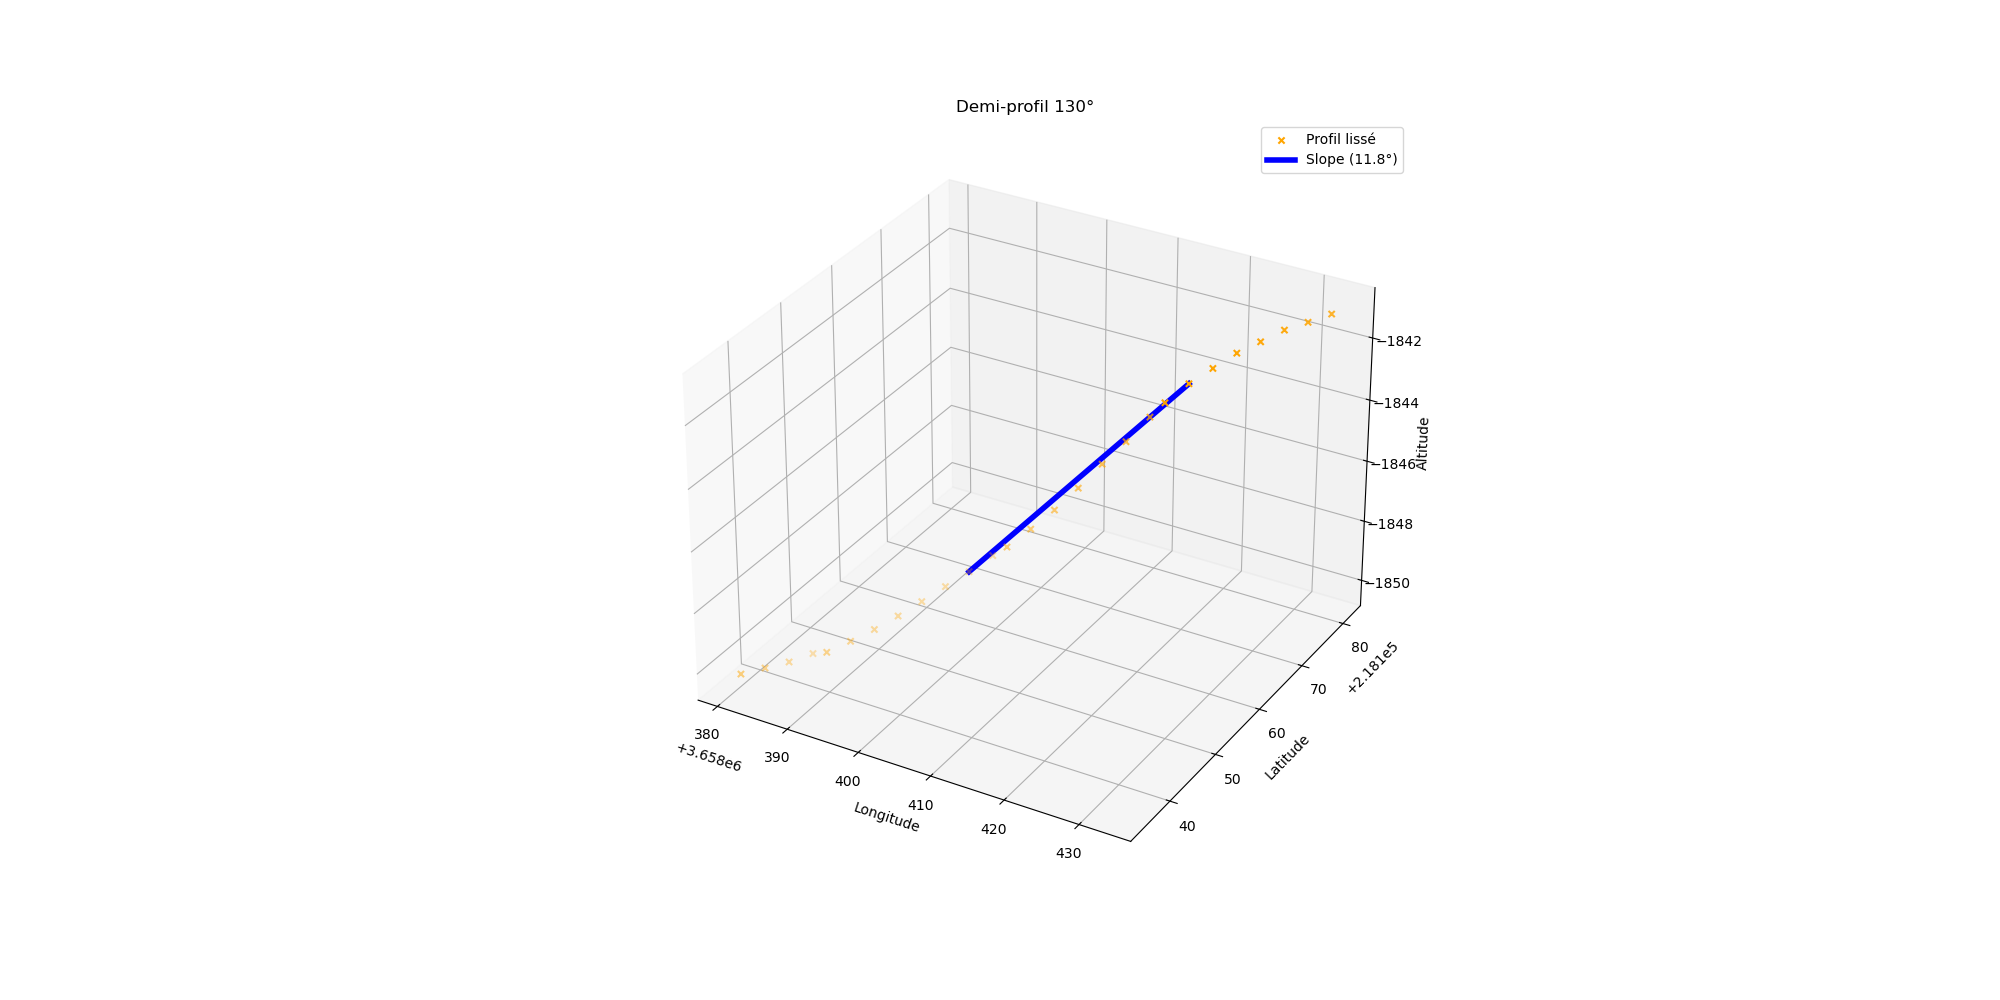 Demi-profil 130°
Profil lissé
Slope (11.8°)
−1842
−1844
−1846
−1848
−1850
Altitude
80
70
60
50
40
+2.181e5
Latitude
380
390
400
410
420
430
+3.658e6
Longitude